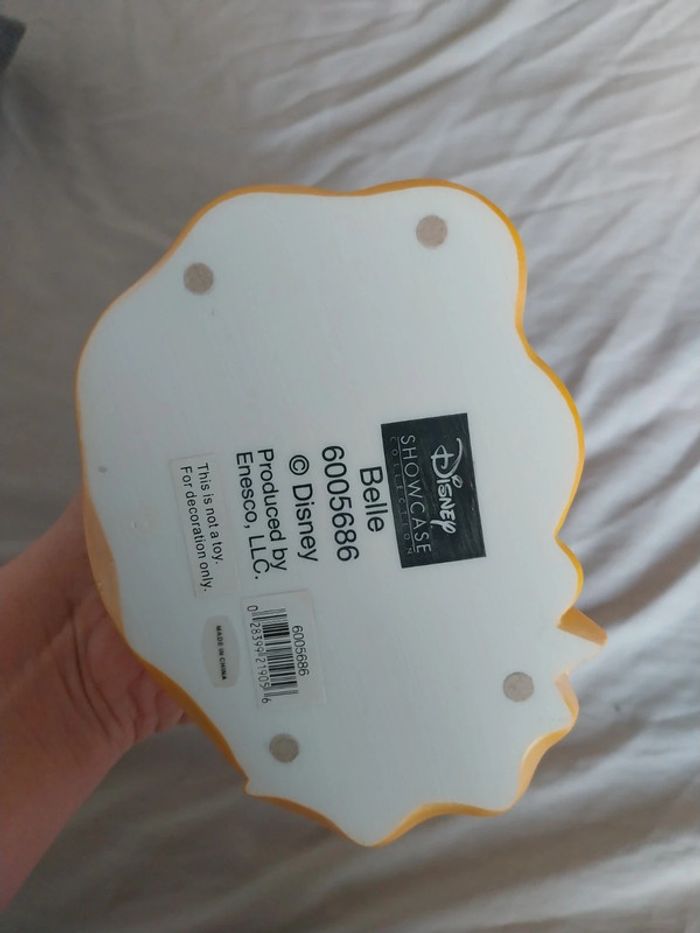 Disney
SHOWCASE
COLLECTION
Belle
6005686
© Disney
Produced by
Enesco, LLC.
This is not a toy.
For decoration only.
6005686
0 28399 21905 6
MADE IN CHINA